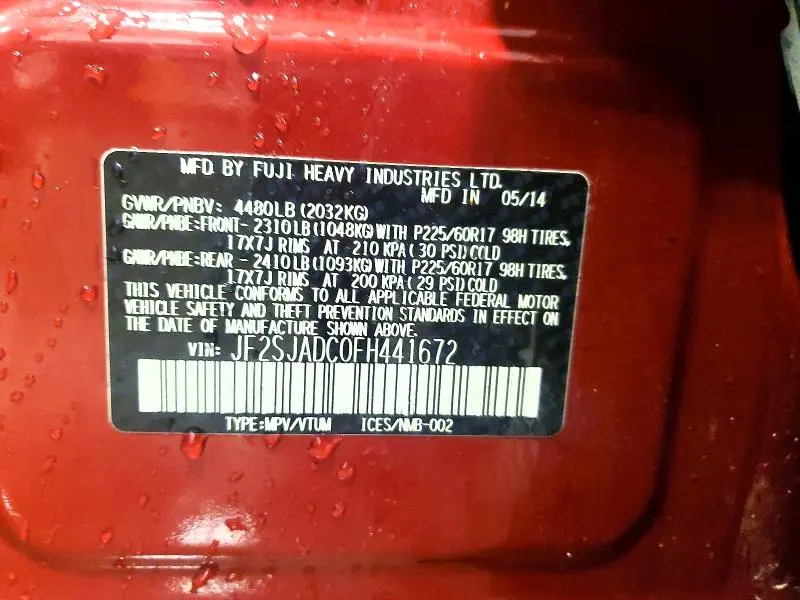 MFD BY FUJI HEAVY INDUSTRIES LTD.
MFD IN 05/14
GVWR/PNBV: 4480LB (2032KG)
GAWR/PNBE:FRONT- 2310LB(1048KG) WITH P225/60R17 98H TIRES,
17X7J RIMS AT 210 KPA ( 30 PSI) COLD
GAWR/PNBE:REAR - 2410LB(1093KG) WITH P225/60R17 98H TIRES,
17X7J RIMS AT 200 KPA ( 29 PSI) COLD
THIS VEHICLE CONFORMS TO ALL APPLICABLE FEDERAL MOTOR
VEHICLE SAFETY AND THEFT PREVENTION STANDARDS IN EFFECT ON
THE DATE OF MANUFACTURE SHOWN ABOVE.
VIN: JF2SJADC0FH441672
TYPE:MPV/VTUM ICES/NMB-002